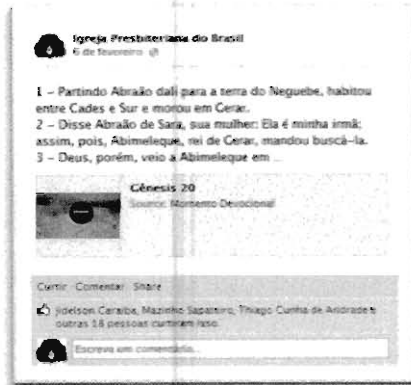 Igreja Presbiteriana do Brasil
6 de fevereiro
1 – Partindo Abraão dali para a terra do Neguebe, habitou
entre Cades e Sur e morou em Gerar.
2 – Disse Abraão de Sara, sua mulher: Ela é minha irmã;
assim, pois, Abimeleque, rei de Gerar, mandou buscá-la.
3 – Deus, porém, veio a Abimeleque em ...
Gênesis 20
Source: Momento Devocional
Curtir Comentar Share
Jidelson Caraiba, Mazinho Sapateiro, Thiago Cunha de Andrade e
outras 18 pessoas curtiram isso.
Escreva um comentário...